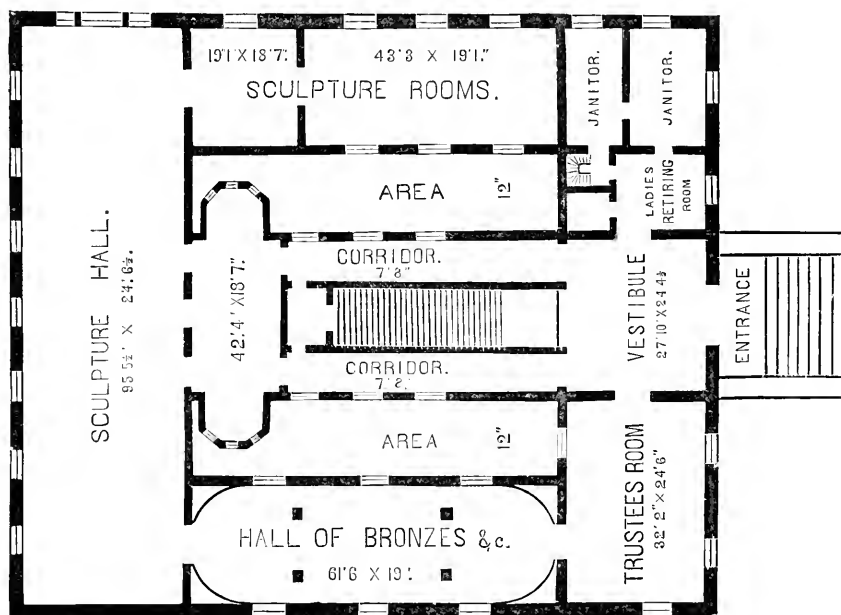 19'1" X 18'7".
43'3 X 19'1."
SCULPTURE ROOMS.
JANITOR.
JANITOR.
LADIES
RETIRING
ROOM
AREA
12"
SCULPTURE HALL.
95'5½" X 24'6½.
42'.4" X 18'7."
CORRIDOR.
7'8"
CORRIDOR.
7'8."
VESTIBULE
27'10" X 24'4½
ENTRANCE
AREA
12"
TRUSTEES ROOM
32'2" X 24'6"
HALL OF BRONZES &c.
61'6 X 19'.